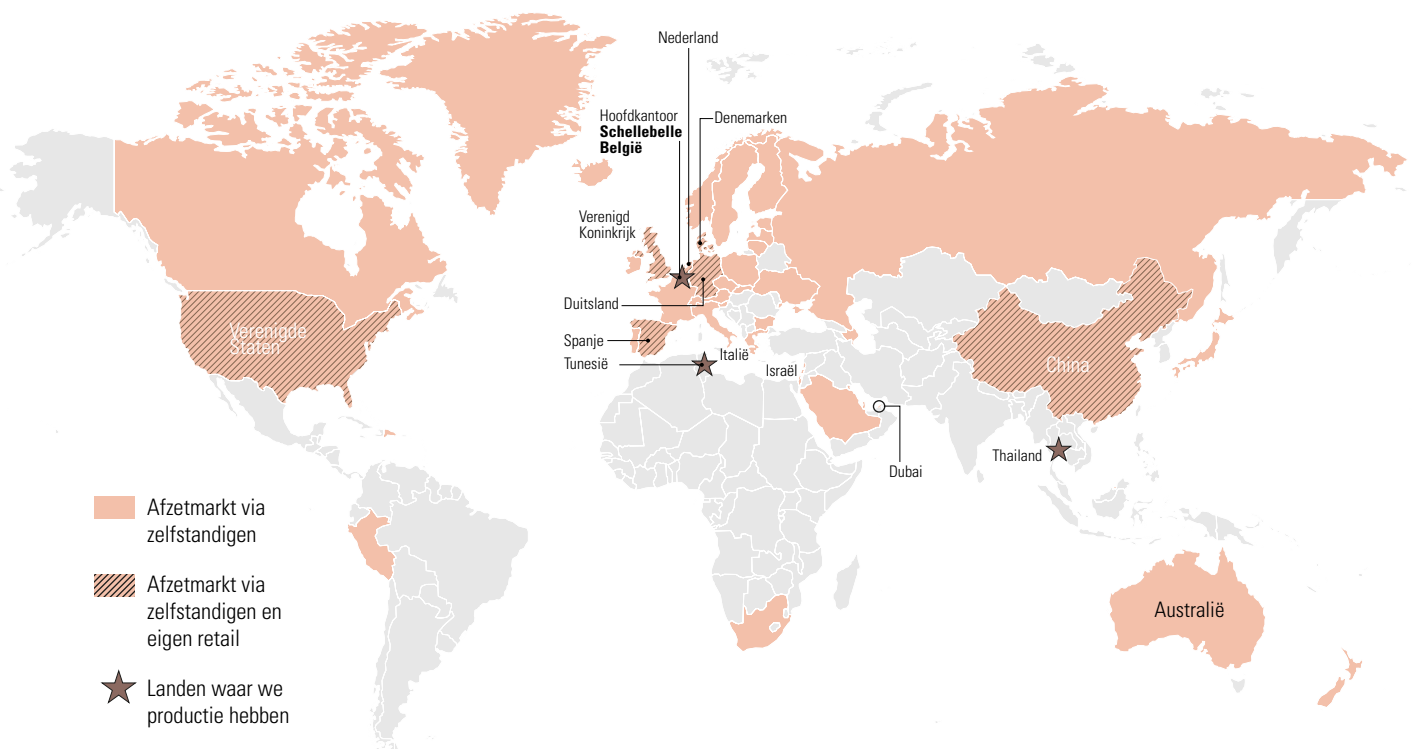 Nederland
Hoofdkantoor
Schellebelle
België
Denemarken
Verenigd
Koninkrijk
Duitsland
Spanje
Tunesië
Italië
Israël
Verenigde
Staten
China
Dubai
Thailand
Australië
Afzetmarkt via
zelfstandigen
Afzetmarkt via
zelfstandigen en
eigen retail
Landen waar we
productie hebben